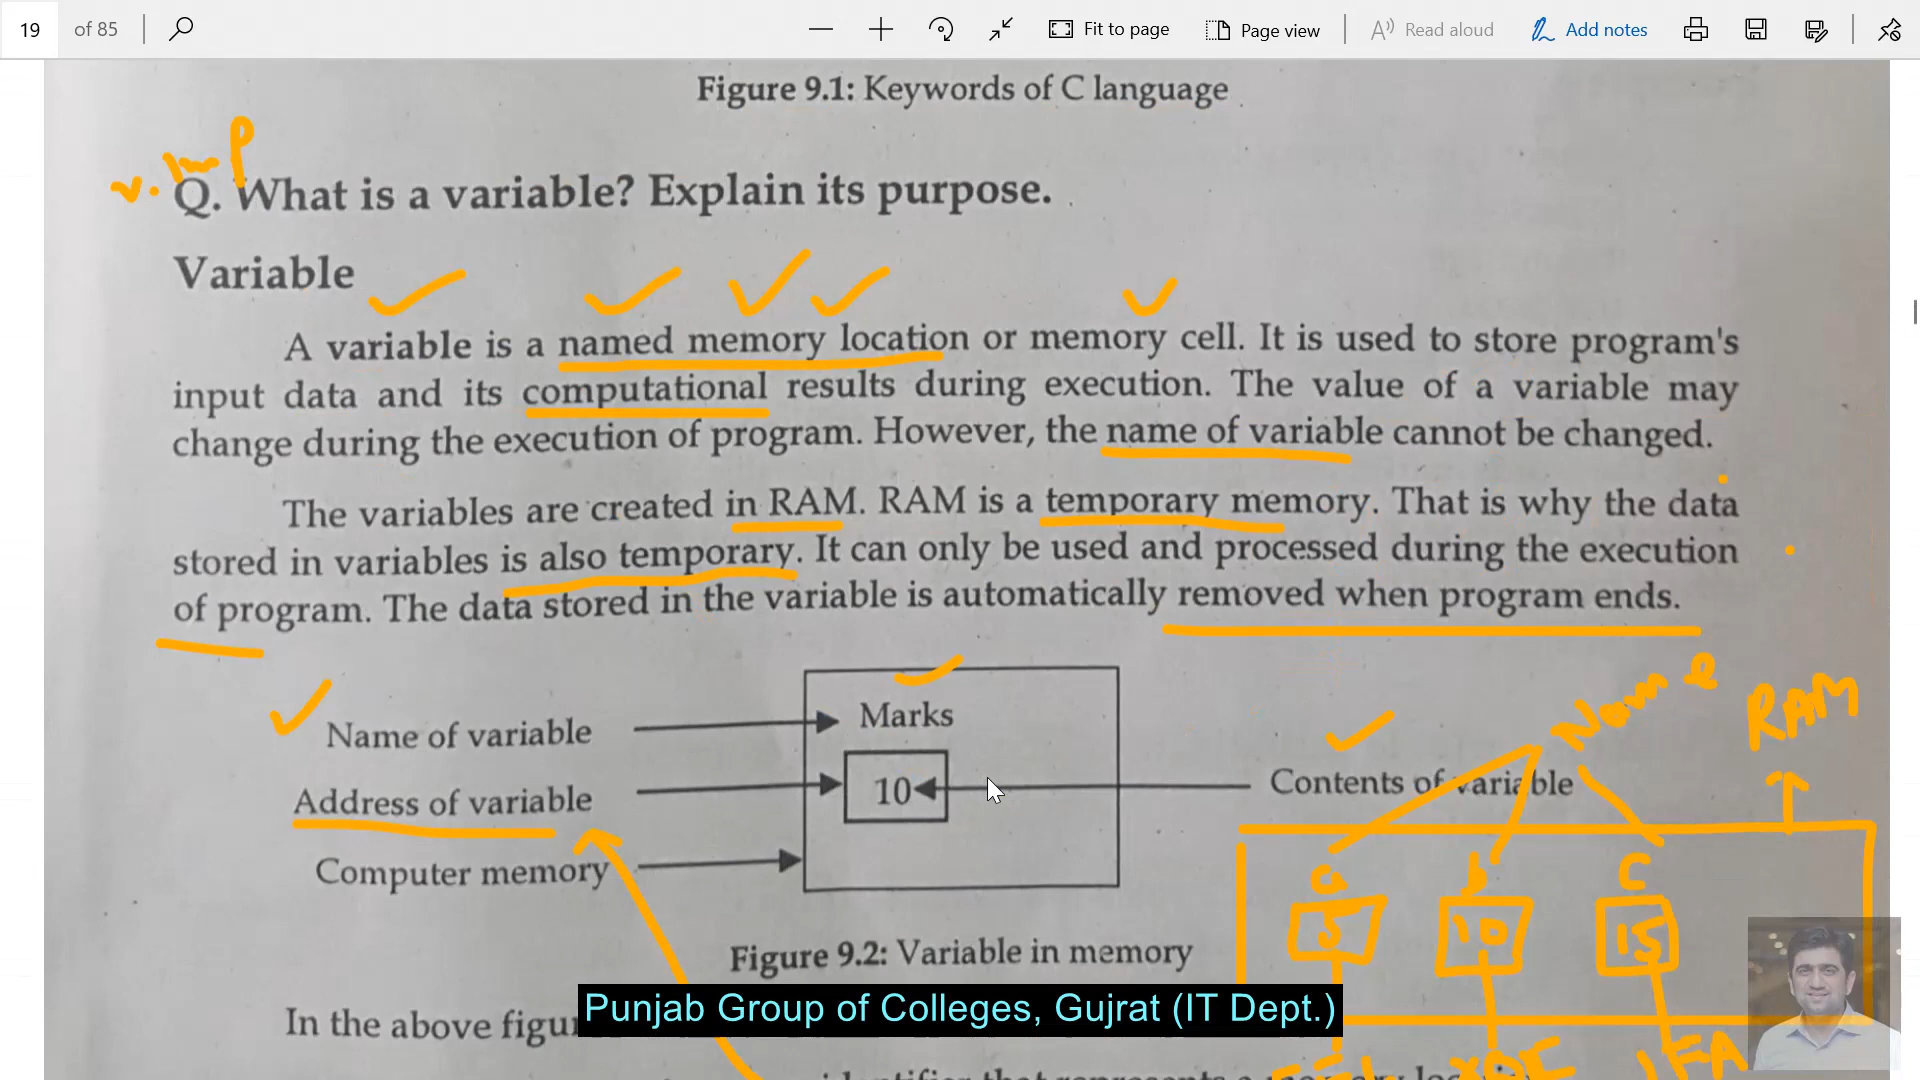 19 of 85 Fit to page Page view Read aloud Add notes
Figure 9.1: Keywords of C language
v. imp
Q. What is a variable? Explain its purpose.
Variable
A variable is a named memory location or memory cell. It is used to store program's
input data and its computational results during execution. The value of a variable may
change during the execution of program. However, the name of variable cannot be changed.
The variables are created in RAM. RAM is a temporary memory. That is why the data
stored in variables is also temporary. It can only be used and processed during the execution
of program. The data stored in the variable is automatically removed when program ends.
Name
RAM
Name of variable
Marks
Address of variable
10
Contents of variable
Computer memory
a b c
5 10 15
Figure 9.2: Variable in memory
In the above
Punjab Group of Colleges, Gujrat (IT Dept.)